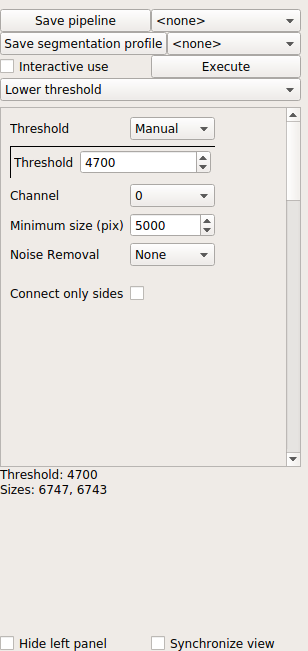 Save pipeline <none>
Save segmentation profile <none>
Interactive use Execute
Lower threshold
Threshold Manual
Threshold 4700
Channel 0
Minimum size (pix) 5000
Noise Removal None
Connect only sides
Threshold: 4700
Sizes: 6747, 6743
Hide left panel Synchronize view